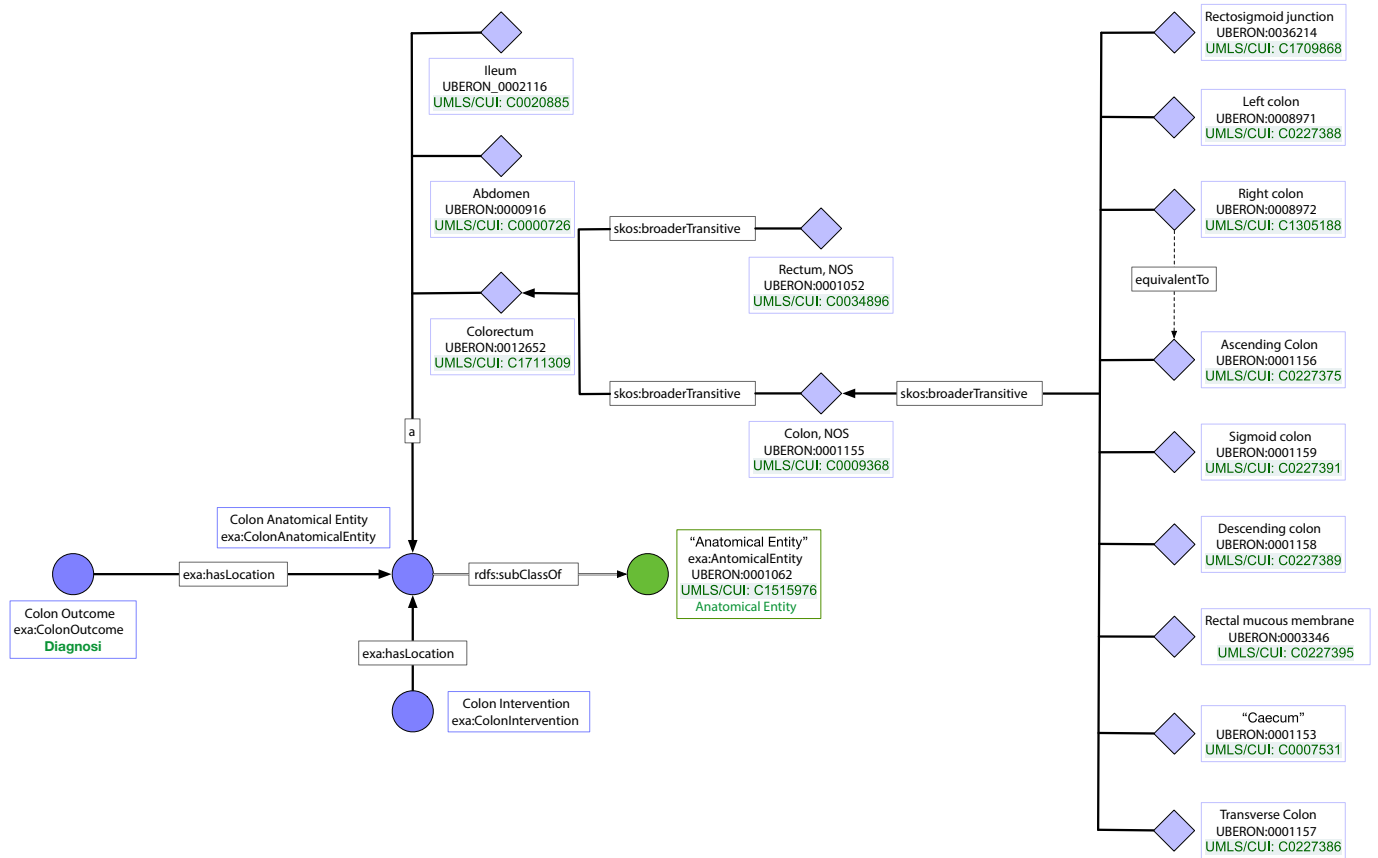 Ileum
UBERON_0002116
UMLS/CUI: C0020885
Abdomen
UBERON:0000916
UMLS/CUI: C0000726
Colorectum
UBERON:0012652
UMLS/CUI: C1711309
a
skos:broaderTransitive
Rectum, NOS
UBERON:0001052
UMLS/CUI: C0034896
skos:broaderTransitive
Colon, NOS
UBERON:0001155
UMLS/CUI: C0009368
skos:broaderTransitive
Rectosigmoid junction
UBERON:0036214
UMLS/CUI: C1709868
Left colon
UBERON:0008971
UMLS/CUI: C0227388
Right colon
UBERON:0008972
UMLS/CUI: C1305188
equivalentTo
Ascending Colon
UBERON:0001156
UMLS/CUI: C0227375
Sigmoid colon
UBERON:0001159
UMLS/CUI: C0227391
Descending colon
UBERON:0001158
UMLS/CUI: C0227389
Rectal mucous membrane
UBERON:0003346
UMLS/CUI: C0227395
“Caecum”
UBERON:0001153
UMLS/CUI: C0007531
Transverse Colon
UBERON:0001157
UMLS/CUI: C0227386
Colon Anatomical Entity
exa:ColonAnatomicalEntity
exa:hasLocation
Colon Outcome
exa:ColonOutcome
Diagnosi
rdfs:subClassOf
“Anatomical Entity”
exa:AntomicalEntity
UBERON:0001062
UMLS/CUI: C1515976
Anatomical Entity
exa:hasLocation
Colon Intervention
exa:ColonIntervention